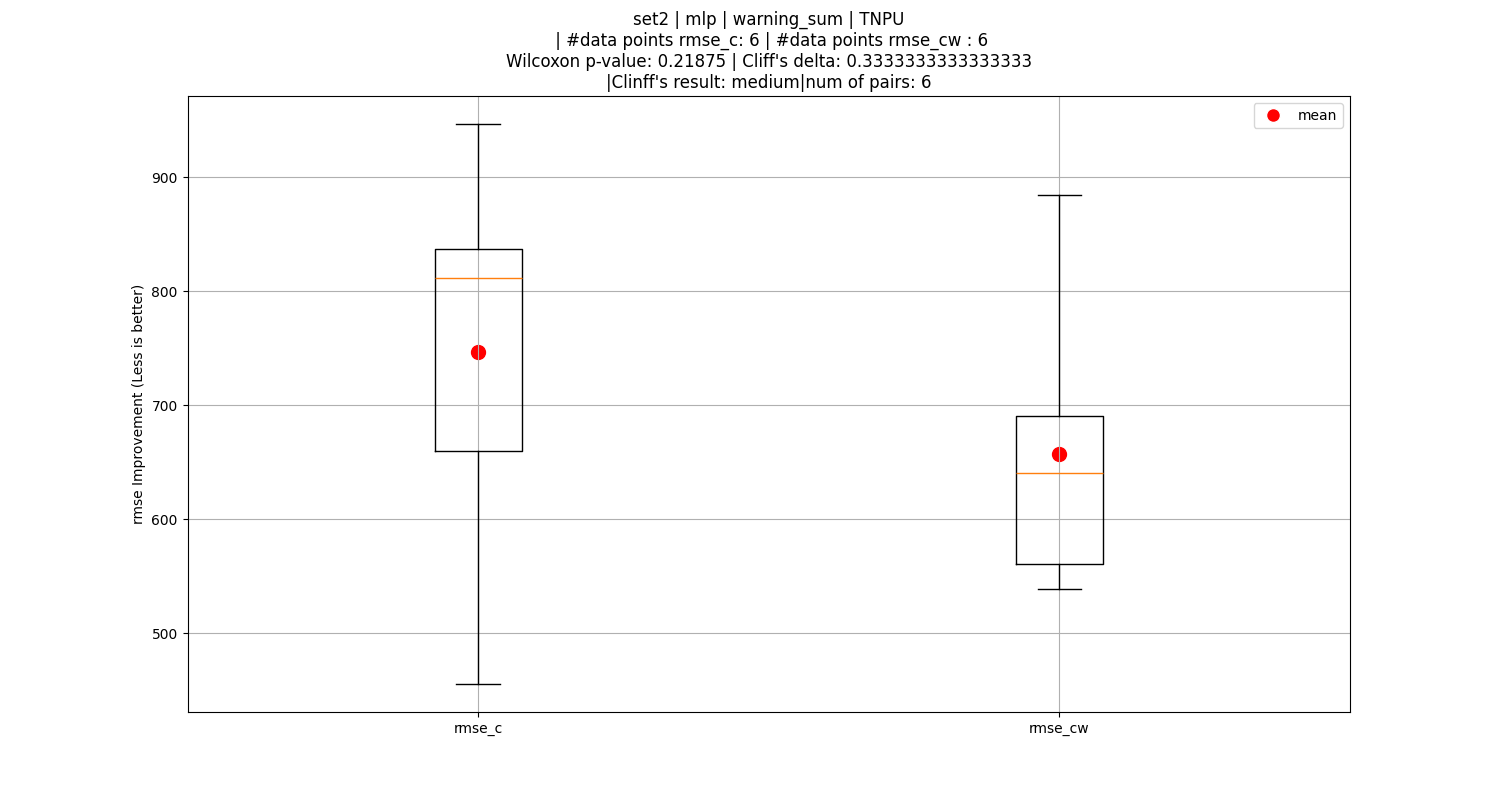 set2 | mlp | warning_sum | TNPU
| #data points rmse_c: 6 | #data points rmse_cw : 6
Wilcoxon p-value: 0.21875 | Cliff's delta: 0.3333333333333333
|Clinff's result: medium|num of pairs: 6
mean
rmse Improvement (Less is better)
900
800
700
600
500
rmse_c
rmse_cw